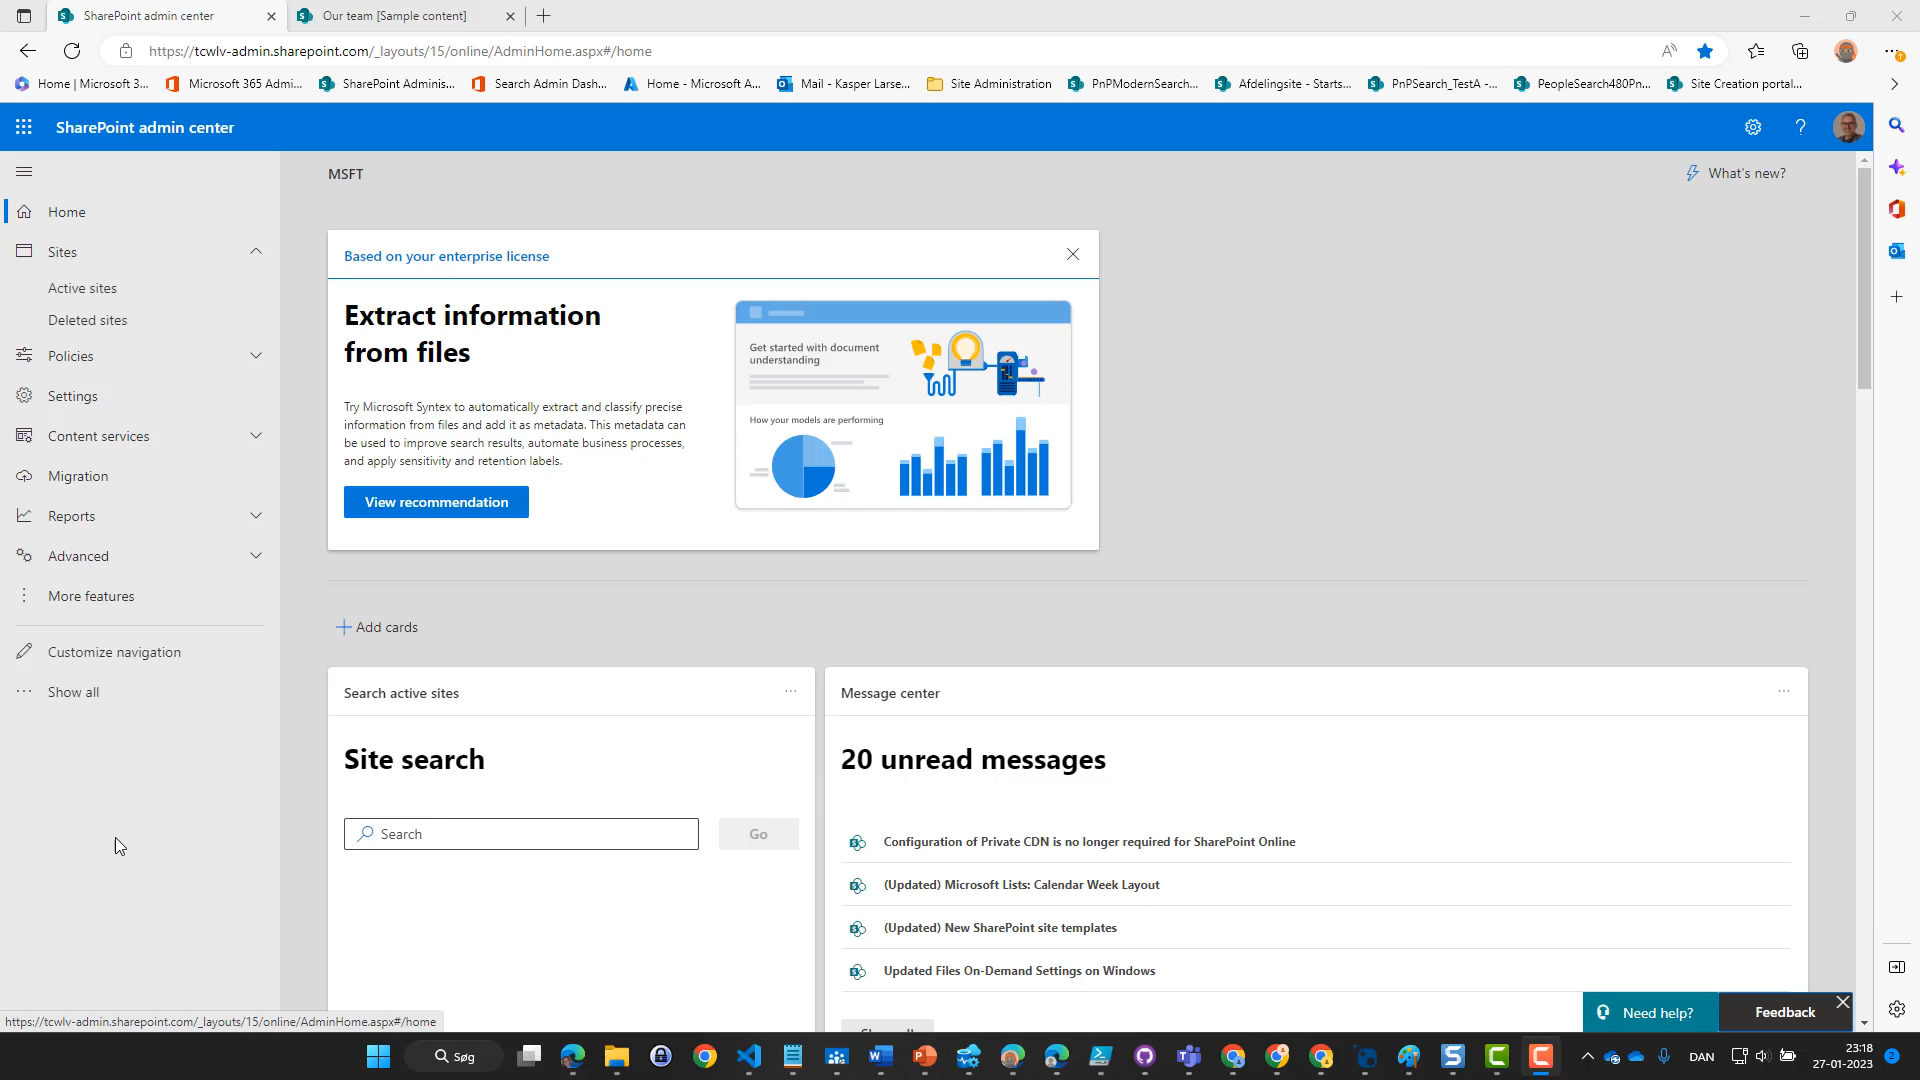 SharePoint admin center
Our team [Sample content]
https://tcwlv-admin.sharepoint.com/_layouts/15/online/AdminHome.aspx#/home
Home | Microsoft 3...
Microsoft 365 Admi...
SharePoint Adminis...
Search Admin Dash...
Home - Microsoft A...
Mail - Kasper Larse...
Site Administration
PnPModernSearch...
Afdelingsite - Starts...
PnPSearch_TestA -...
PeopleSearch480Pn...
Site Creation portal...
SharePoint admin center
MSFT
What's new?
Home
Sites
Active sites
Deleted sites
Policies
Settings
Content services
Migration
Reports
Advanced
More features
Customize navigation
Show all
Based on your enterprise license
Extract information
from files
Try Microsoft Syntex to automatically extract and classify precise
information from files and add it as metadata. This metadata can
be used to improve search results, automate business processes,
and apply sensitivity and retention labels.
View recommendation
Get started with document
understanding
How your models are performing
Add cards
Search active sites
Site search
Search
Go
Message center
20 unread messages
Configuration of Private CDN is no longer required for SharePoint Online
(Updated) Microsoft Lists: Calendar Week Layout
(Updated) New SharePoint site templates
Updated Files On-Demand Settings on Windows
Need help?
Feedback
https://tcwlv-admin.sharepoint.com/_layouts/15/online/AdminHome.aspx#/home
Søg
DAN
23:18
27-01-2023
2